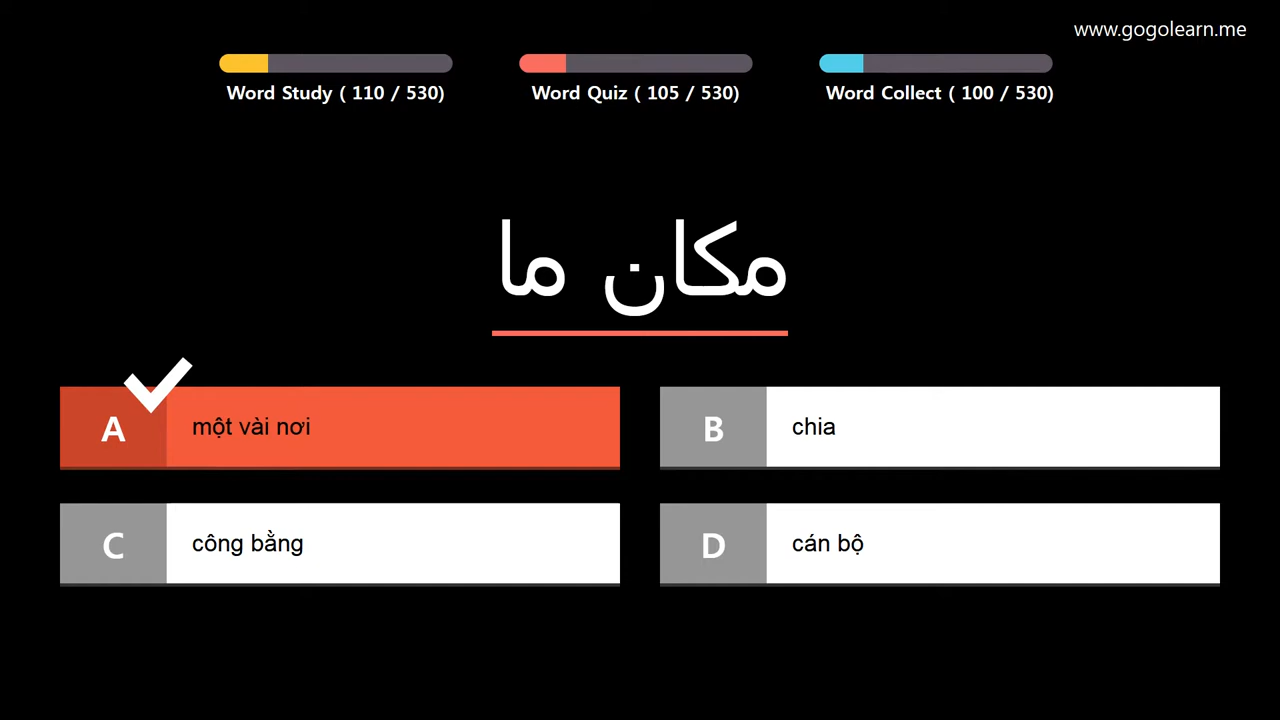 www.gogolearn.me
Word Study ( 110 / 530)
Word Quiz ( 105 / 530)
Word Collect ( 100 / 530)
مكان ما
A
một vài nơi
B
chia
C
công bằng
D
cán bộ